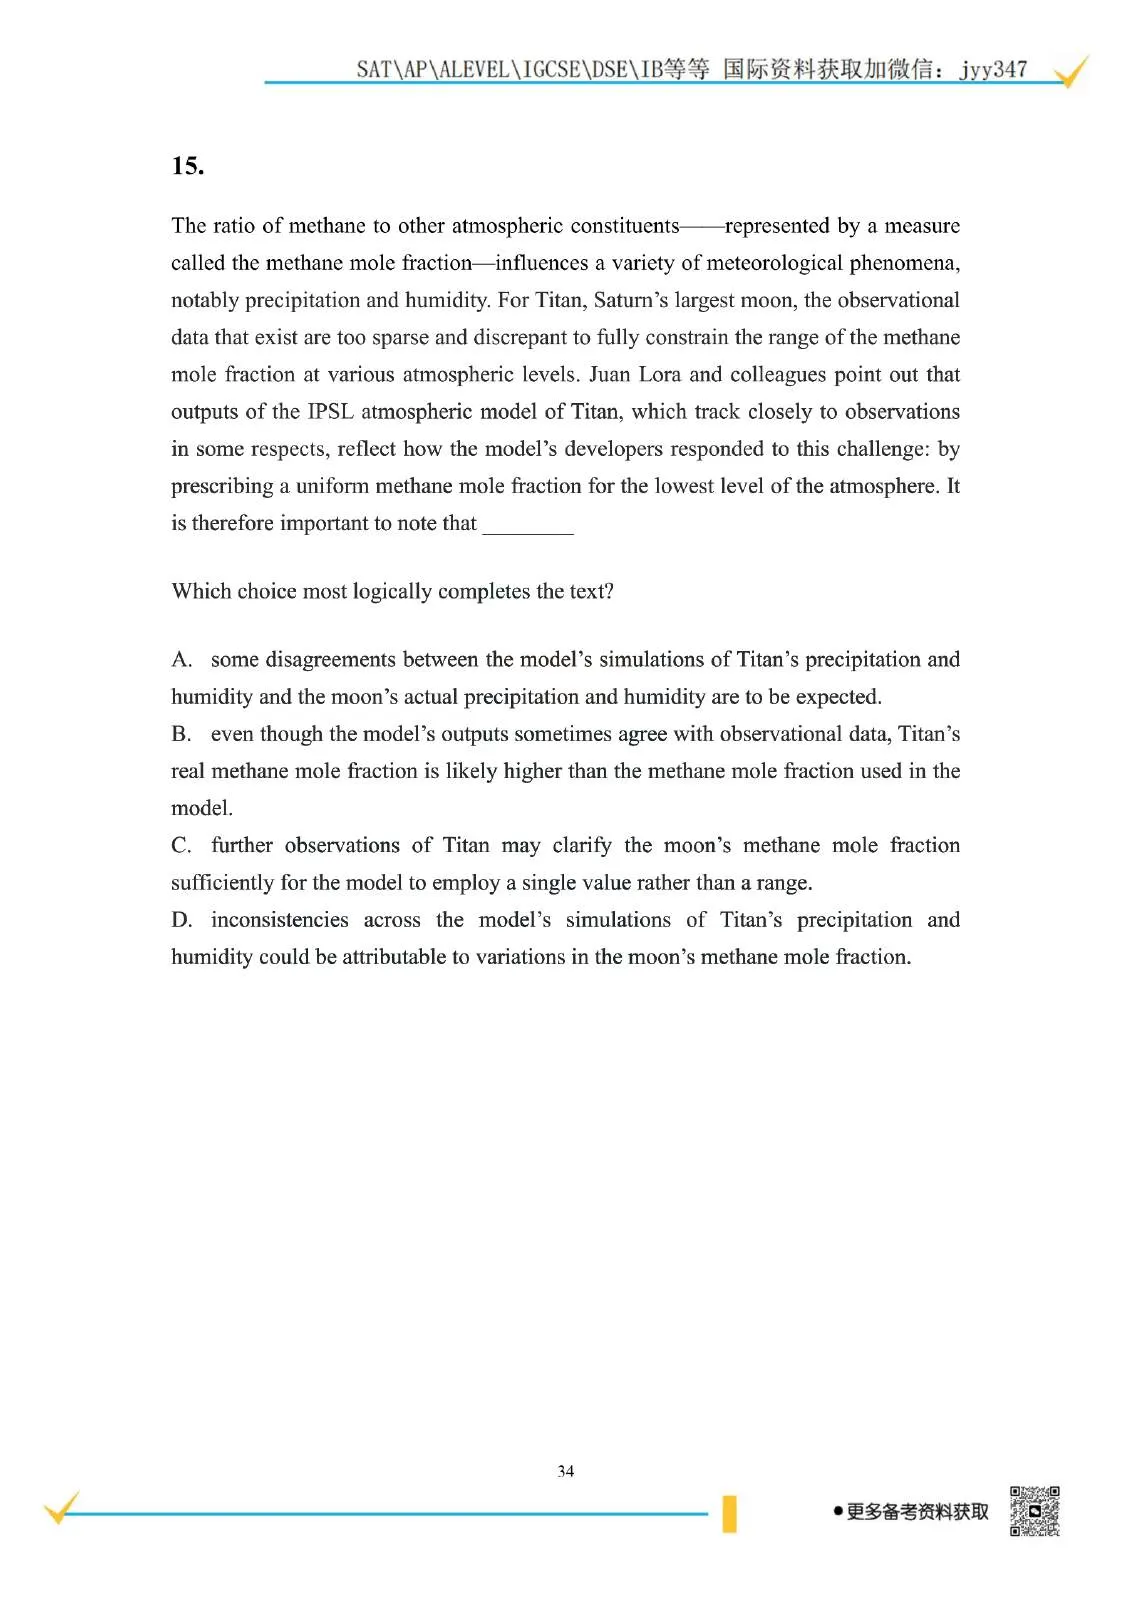 SAT\AP\ALEVEL\IGCSE\DSE\IB等等 国际资料获取加微信：jyy347
15.
The ratio of methane to other atmospheric constituents——represented by a measure
called the methane mole fraction—influences a variety of meteorological phenomena,
notably precipitation and humidity. For Titan, Saturn’s largest moon, the observational
data that exist are too sparse and discrepant to fully constrain the range of the methane
mole fraction at various atmospheric levels. Juan Lora and colleagues point out that
outputs of the IPSL atmospheric model of Titan, which track closely to observations
in some respects, reflect how the model’s developers responded to this challenge: by
prescribing a uniform methane mole fraction for the lowest level of the atmosphere. It
is therefore important to note that ________
Which choice most logically completes the text?
A. some disagreements between the model’s simulations of Titan’s precipitation and
humidity and the moon’s actual precipitation and humidity are to be expected.
B. even though the model’s outputs sometimes agree with observational data, Titan’s
real methane mole fraction is likely higher than the methane mole fraction used in the
model.
C. further observations of Titan may clarify the moon’s methane mole fraction
sufficiently for the model to employ a single value rather than a range.
D. inconsistencies across the model’s simulations of Titan’s precipitation and
humidity could be attributable to variations in the moon’s methane mole fraction.
34
●更多备考资料获取